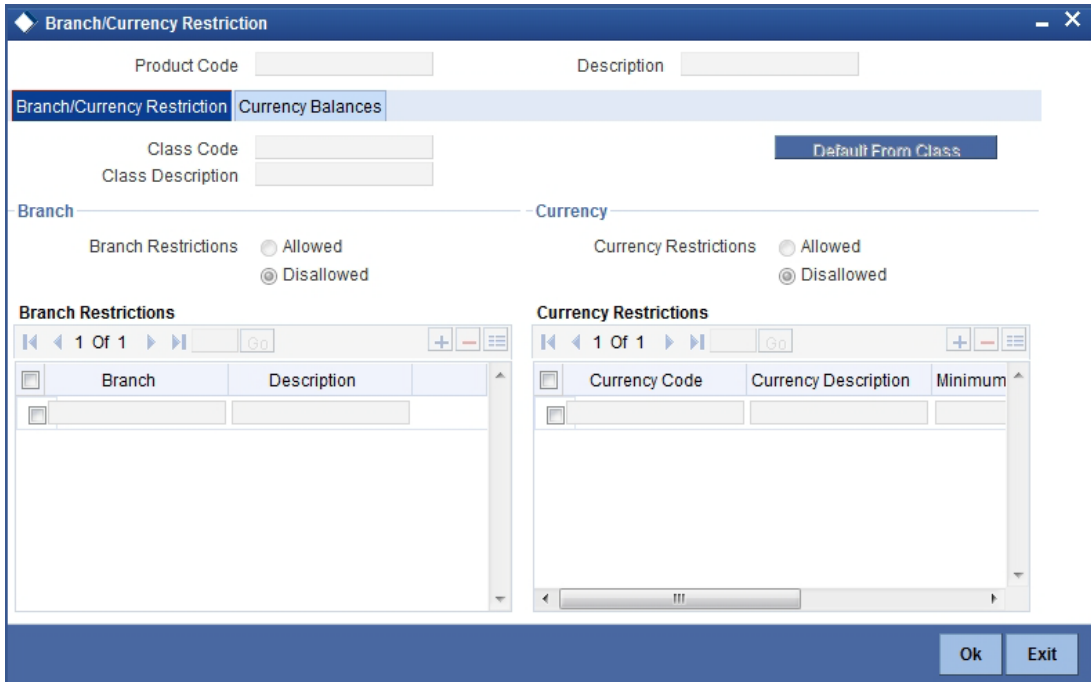 Branch/Currency Restriction
Product Code
Description
Branch/Currency Restriction
Currency Balances
Class Code
Default From Class
Class Description
Branch
Currency
Branch Restrictions
Allowed
Disallowed
Currency Restrictions
Allowed
Disallowed
Branch Restrictions
Currency Restrictions
1 Of 1
Go
1 Of 1
Go
Branch
Description
Currency Code
Currency Description
Minimum
Ok
Exit